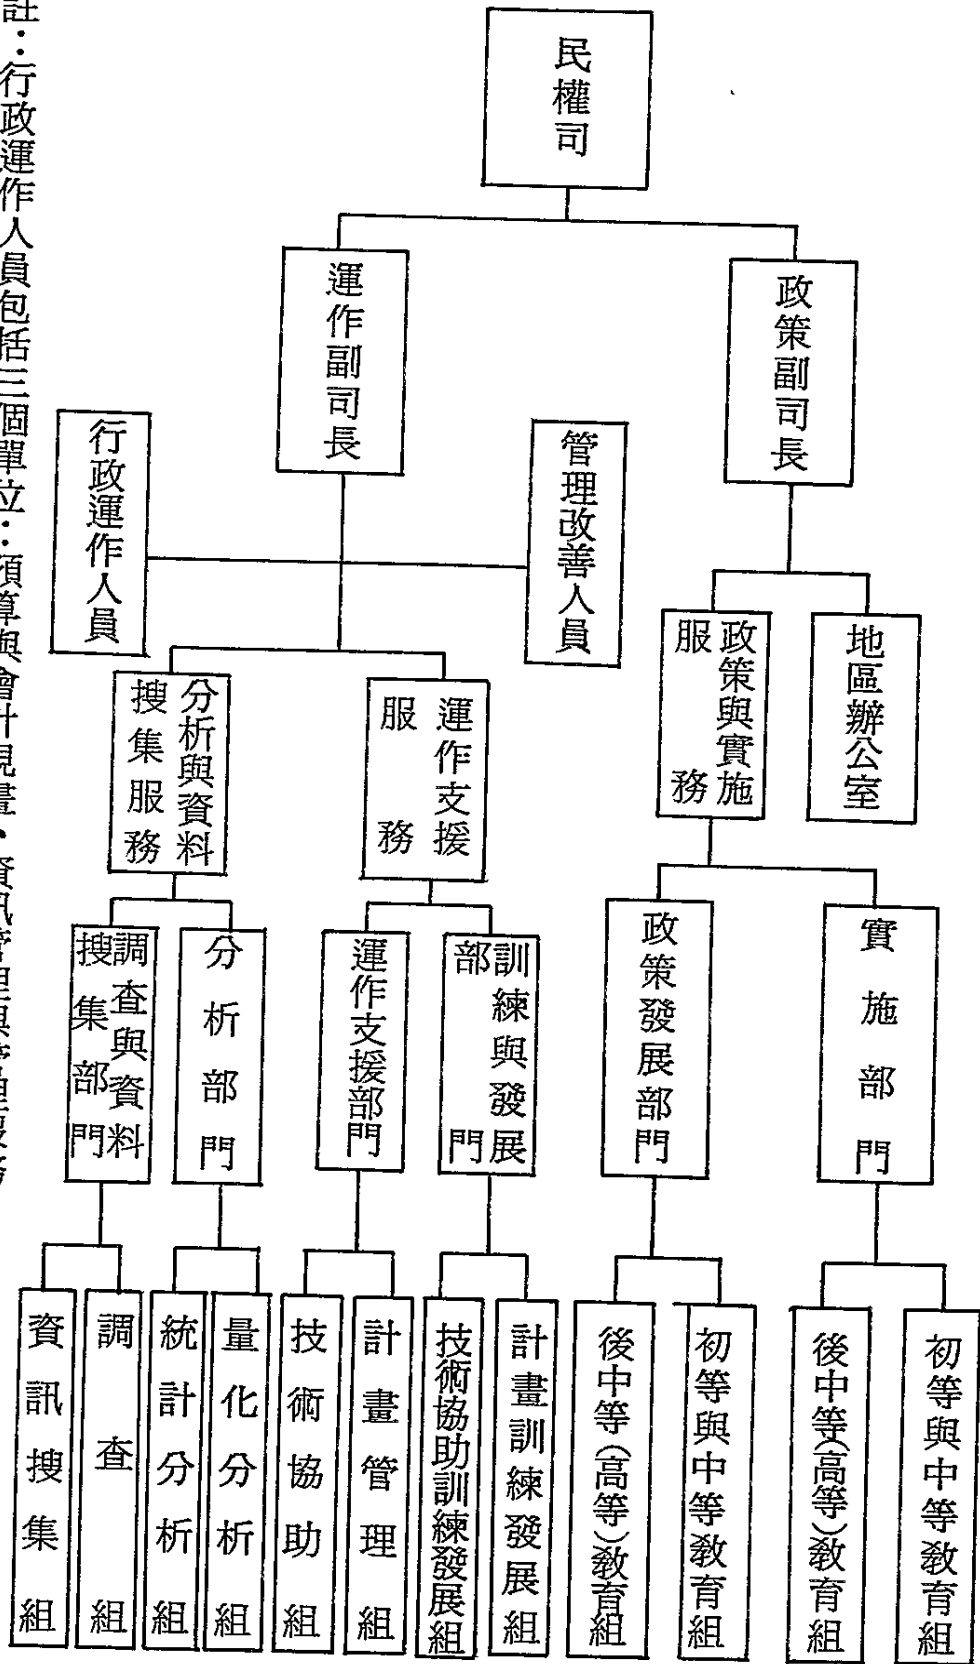 民權司
政策副司長
運作副司長
管理改善人員
行政運作人員
地區辦公室
政策與實施
服務
運作支援
服務
分析與資料
搜集服務
實施部門
政策發展部門
訓練與發展
部門
運作支援部門
分析部門
調查與資料
搜集部門
初等與中等教育組
後中等(高等)教育組
初等與中等教育組
後中等(高等)教育組
計畫訓練發展組
技術協助訓練發展組
計畫管理組
技術協助組
量化分析組
統計分析組
調查組
資訊搜集組
註：行政運作人員包括三個單位：預算與會計規畫、資訊管理與管理服務